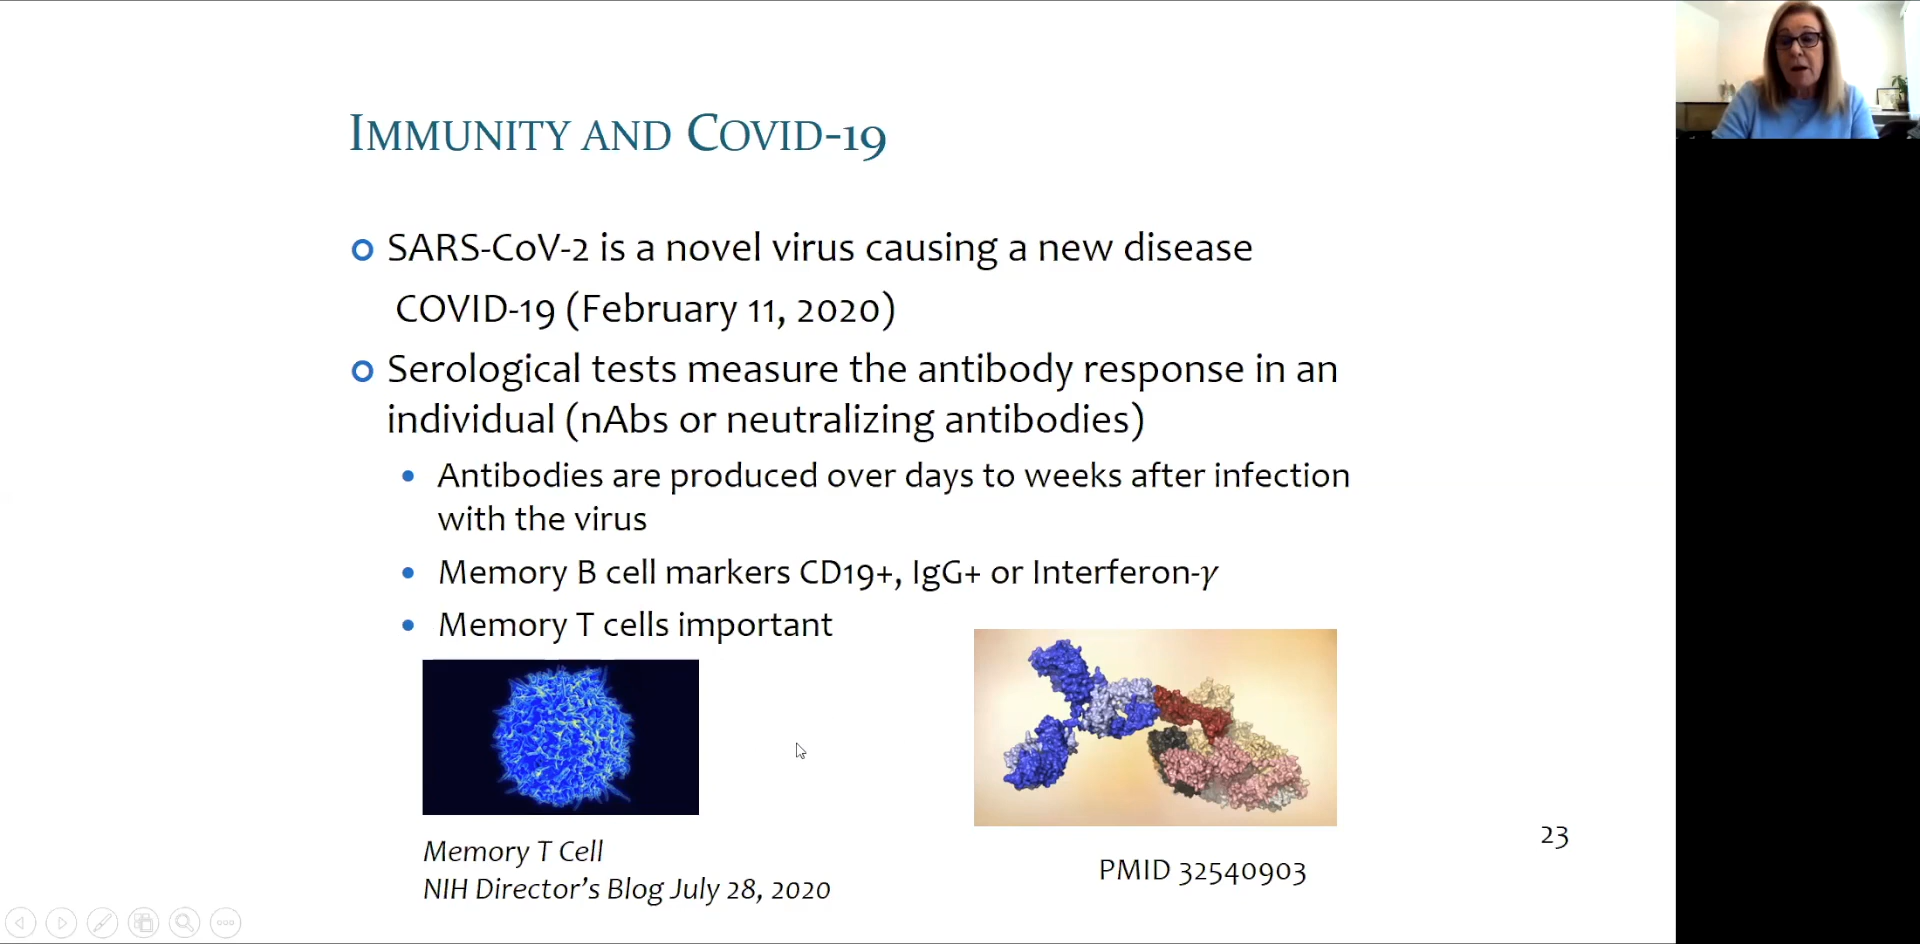 IMMUNITY AND COVID-19
SARS-CoV-2 is a novel virus causing a new disease
COVID-19 (February 11, 2020)
Serological tests measure the antibody response in an
individual (nAbs or neutralizing antibodies)
Antibodies are produced over days to weeks after infection
with the virus
Memory B cell markers CD19+, IgG+ or Interferon-γ
Memory T cells important
Memory T Cell
NIH Director's Blog July 28, 2020
PMID 32540903
23